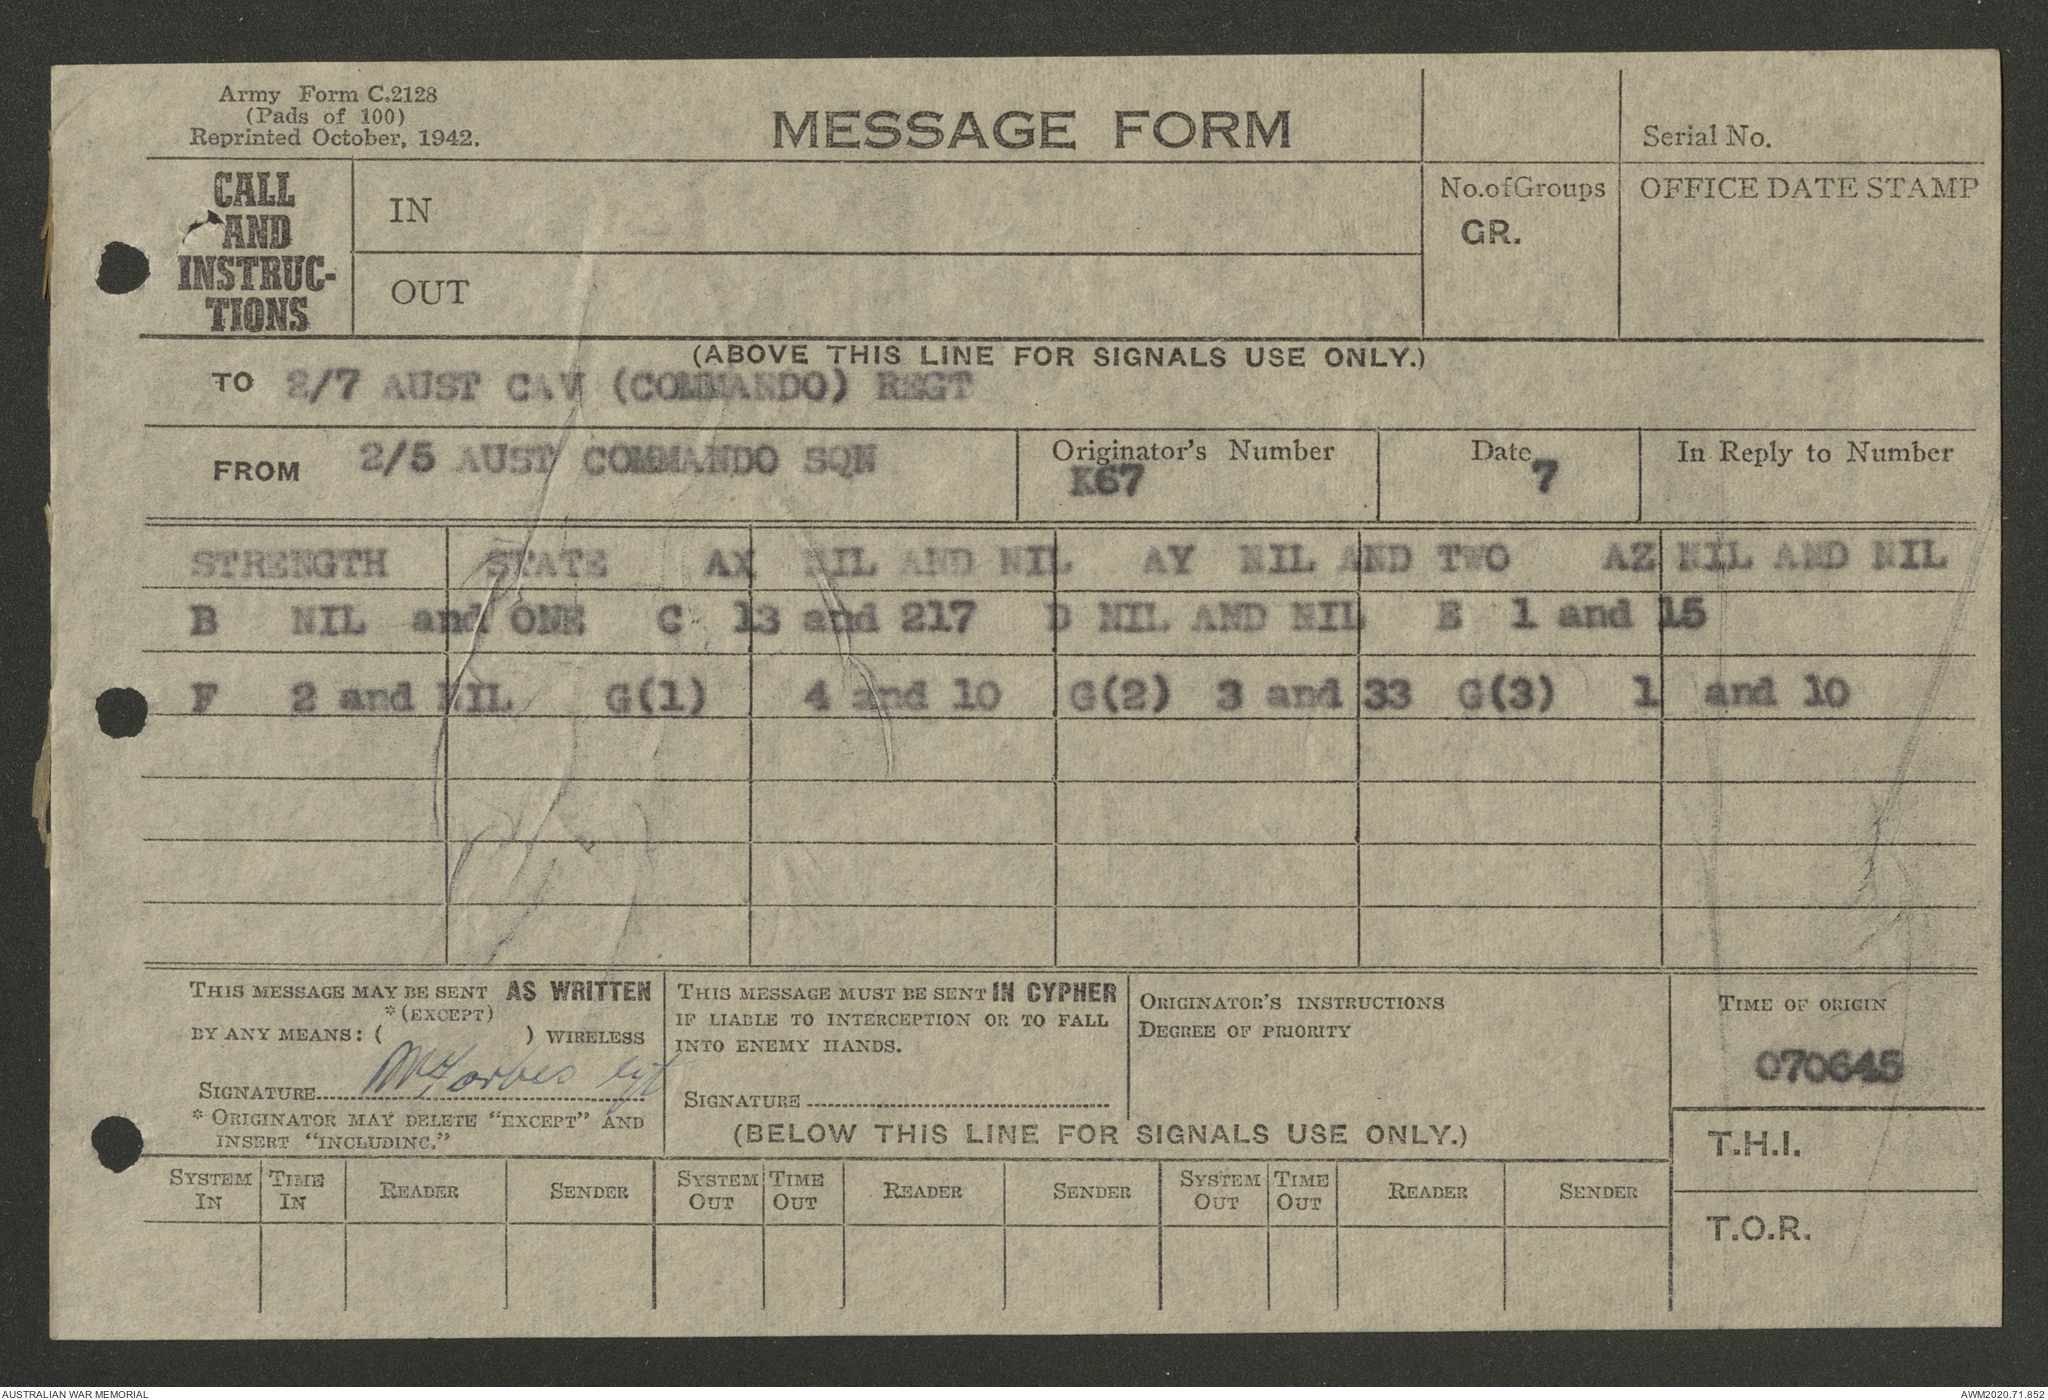 Army Form C.2128
(Pads of 100)
Reprinted October, 1942.
MESSAGE FORM
Serial No.
CALL
AND
INSTRUC-
TIONS
IN
OUT
No. of Groups
GR.
OFFICE DATE STAMP
(ABOVE THIS LINE FOR SIGNALS USE ONLY.)
TO 2/7 AUST CAV (COMMANDO) REGT
FROM 2/5 AUST COMMANDO SQN
Originator's Number
K67
Date
7
In Reply to Number
STRENGTH STATE AX NIL AND NIL AY NIL AND TWO AZ NIL AND NIL
B NIL and ONE C 13 and 217 D NIL AND NIL E 1 and 15
F 2 and NIL G(1) 4 and 10 G(2) 3 and 33 G(3) 1 and 10
THIS MESSAGE MAY BE SENT AS WRITTEN
*(EXCEPT)
BY ANY MEANS: ( ) WIRELESS
SIGNATURE Forbes
* ORIGINATOR MAY DELETE "EXCEPT" AND
INSERT "INCLUDING."
THIS MESSAGE MUST BE SENT IN CYPHER
IF LIABLE TO INTERCEPTION OR TO FALL
INTO ENEMY HANDS.
SIGNATURE
ORIGINATOR'S INSTRUCTIONS
DEGREE OF PRIORITY
TIME OF ORIGIN
070645
(BELOW THIS LINE FOR SIGNALS USE ONLY.)
T.H.I.
T.O.R.
SYSTEM IN
TIME IN
READER
SENDER
SYSTEM OUT
TIME OUT
READER
SENDER
SYSTEM OUT
TIME OUT
READER
SENDER
AUSTRALIAN WAR MEMORIAL
AWM2020.71.852